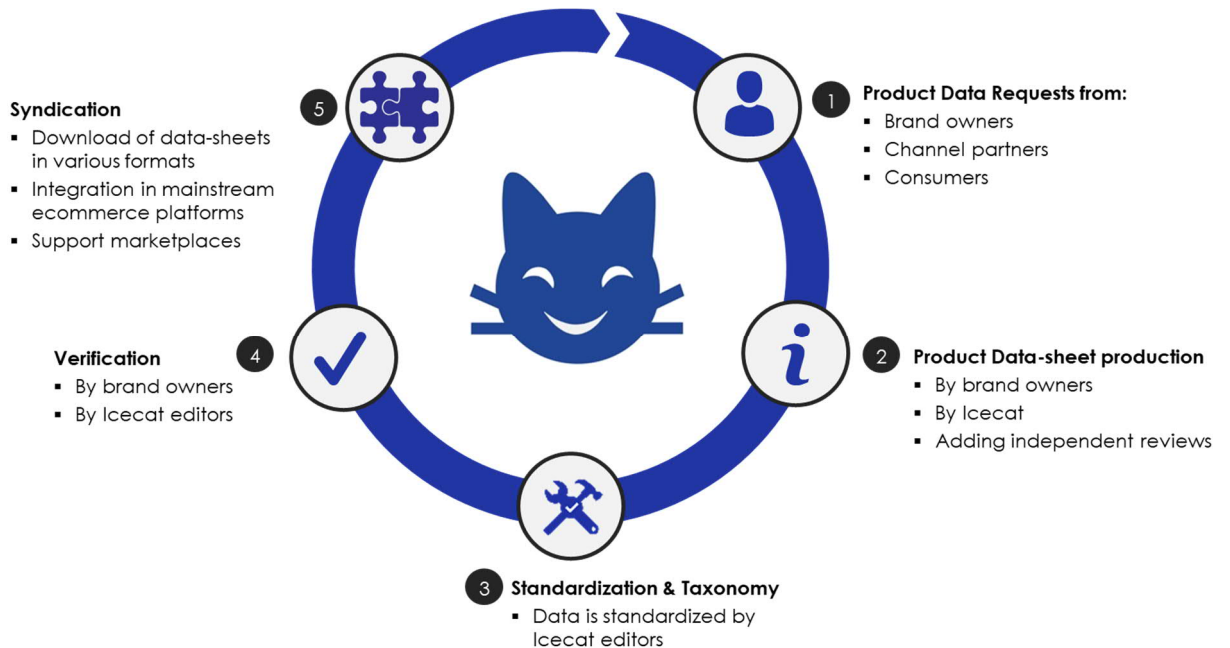 1 Product Data Requests from:
▪ Brand owners
▪ Channel partners
▪ Consumers
2 Product Data-sheet production
▪ By brand owners
▪ By Icecat
▪ Adding independent reviews
3 Standardization & Taxonomy
▪ Data is standardized by
Icecat editors
4 Verification
▪ By brand owners
▪ By Icecat editors
5 Syndication
▪ Download of data-sheets
in various formats
▪ Integration in mainstream
ecommerce platforms
▪ Support marketplaces